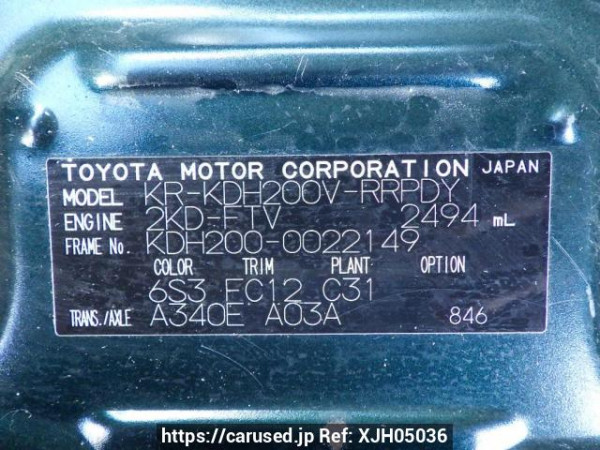 TOYOTA MOTOR CORPORATION JAPAN
MODEL KR-KDH200V-RRPDY
ENGINE 2KD-FTV 2494 mL
FRAME No. KDH200-0022149
COLOR TRIM PLANT OPTION
6S3 FC12 C31
TRANS./AXLE A340E A03A 846
https://carused.jp Ref: XJH05036